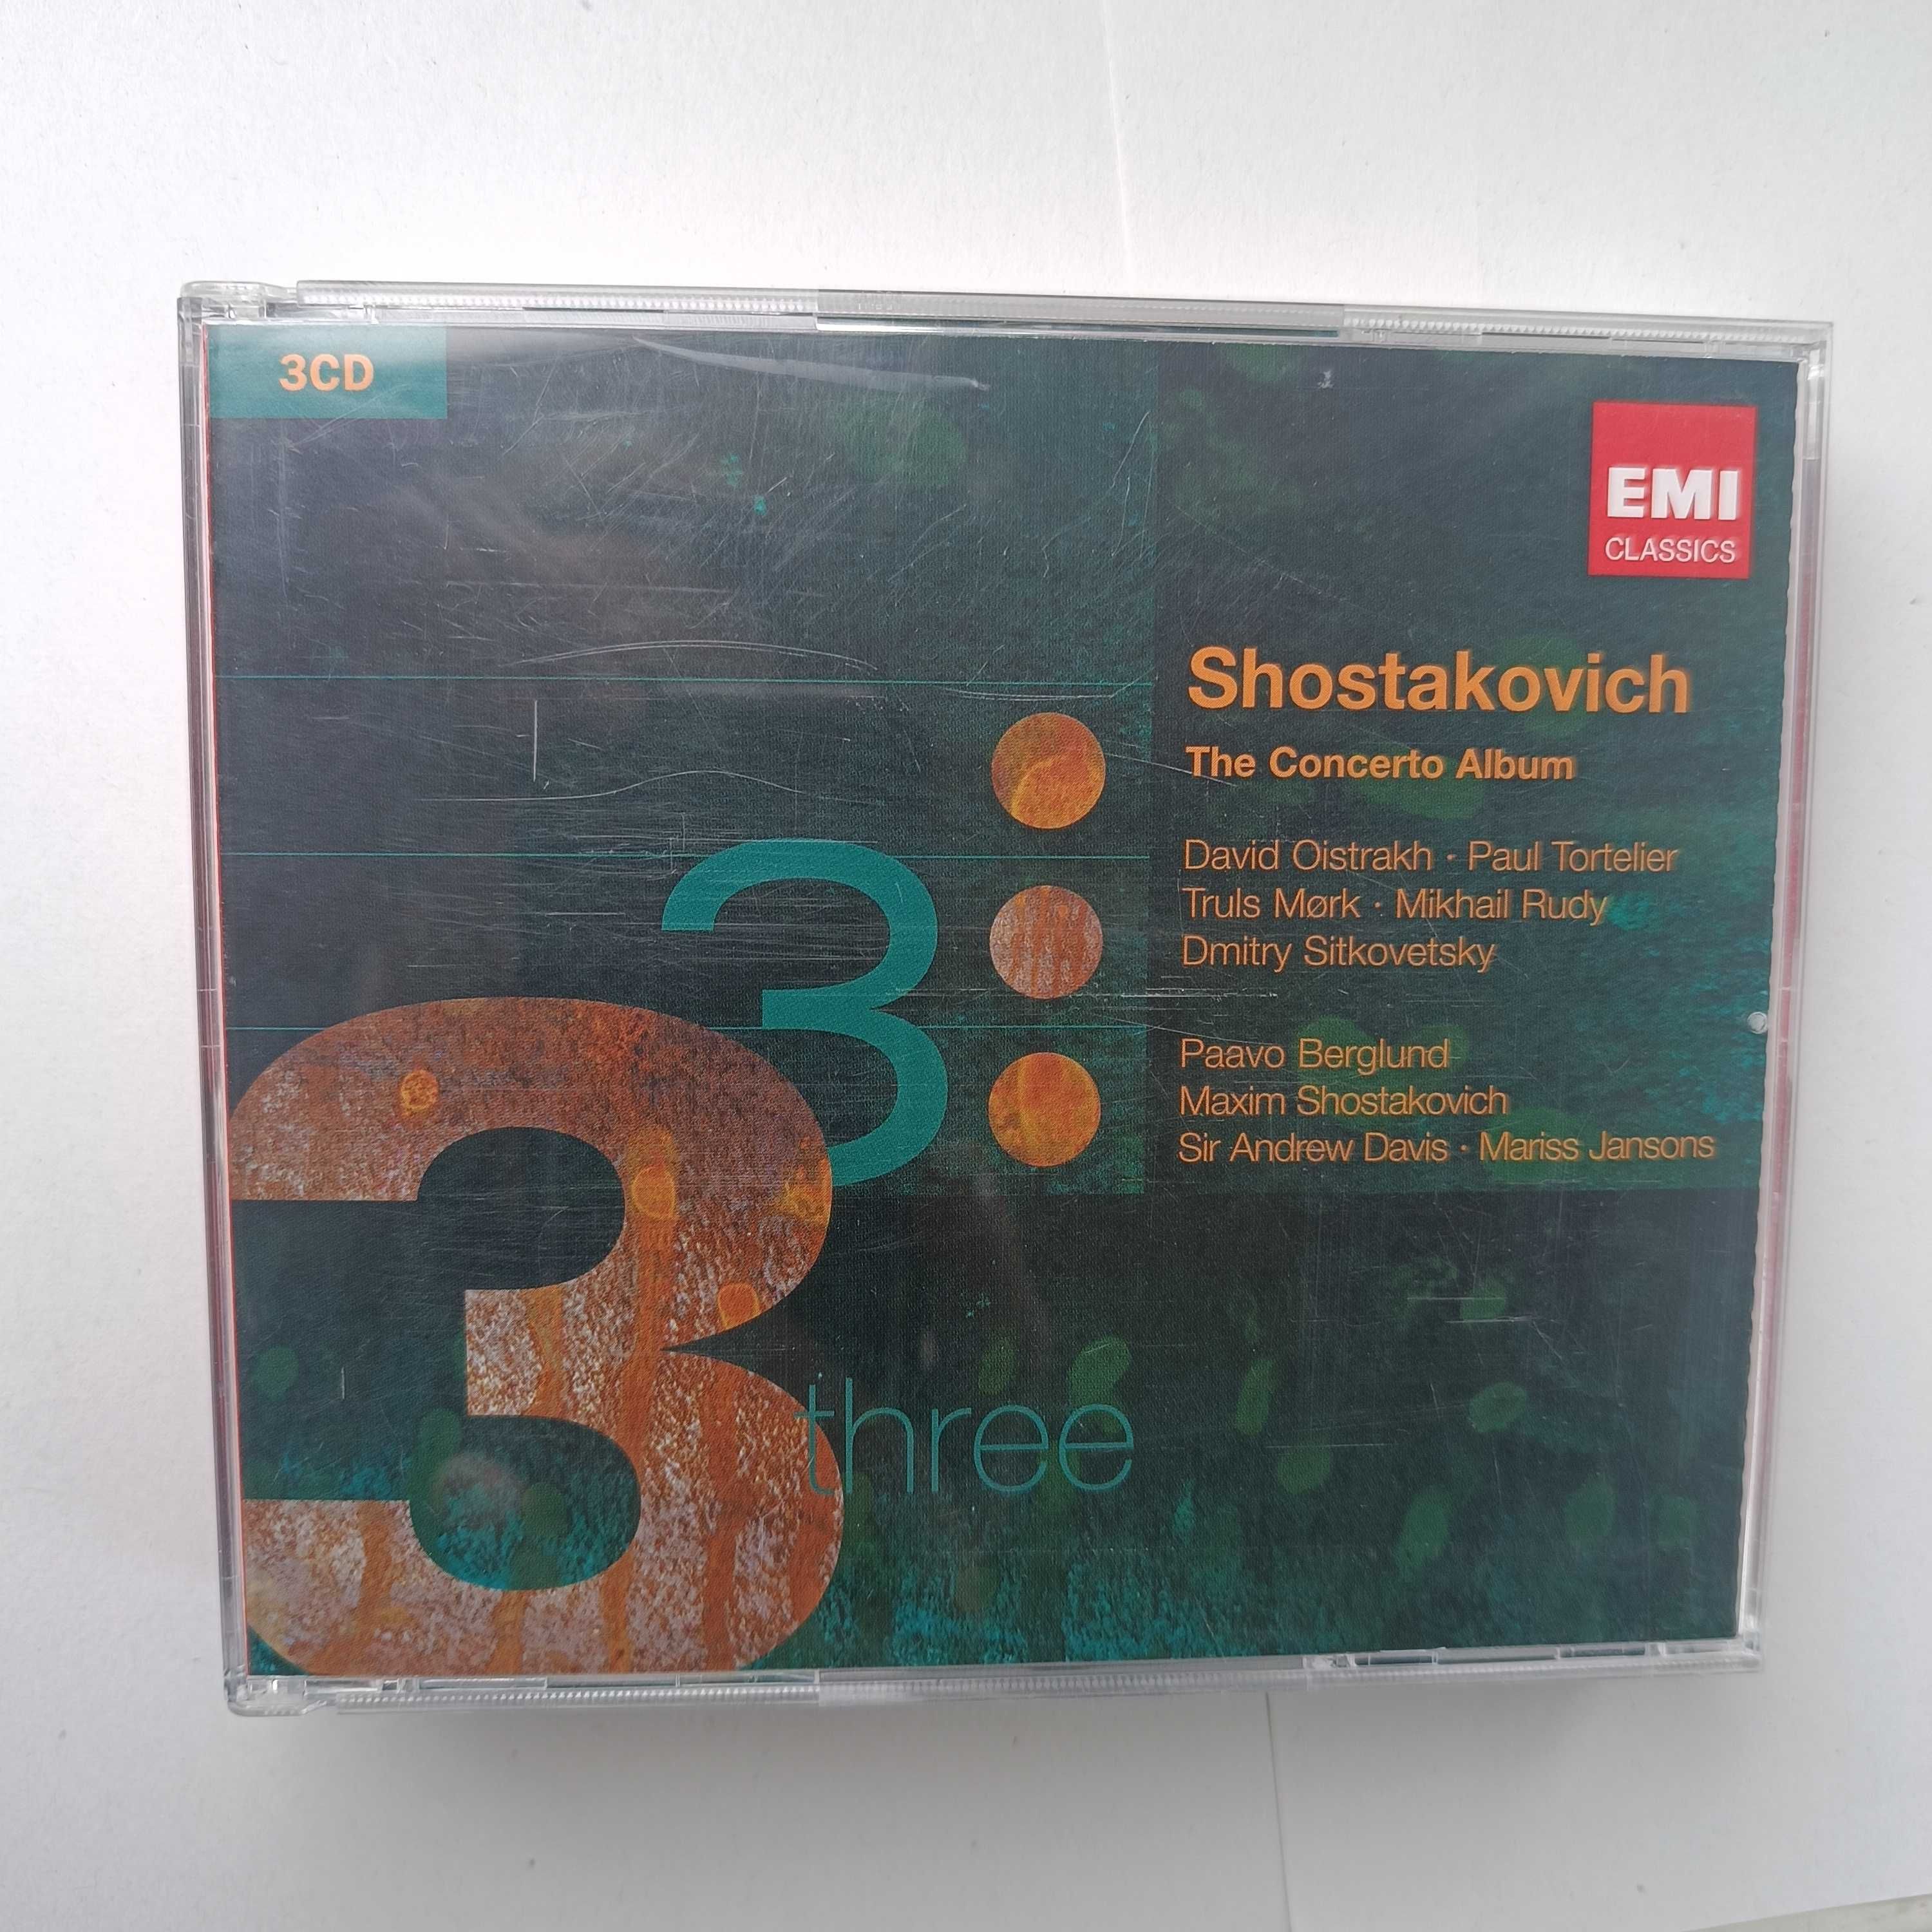 3CD
EMI
CLASSICS
Shostakovich
The Concerto Album
David Oistrakh · Paul Tortelier
Truls Mørk · Mikhail Rudy
Dmitry Sitkovetsky
Paavo Berglund
Maxim Shostakovich
Sir Andrew Davis · Mariss Jansons
3
3
three